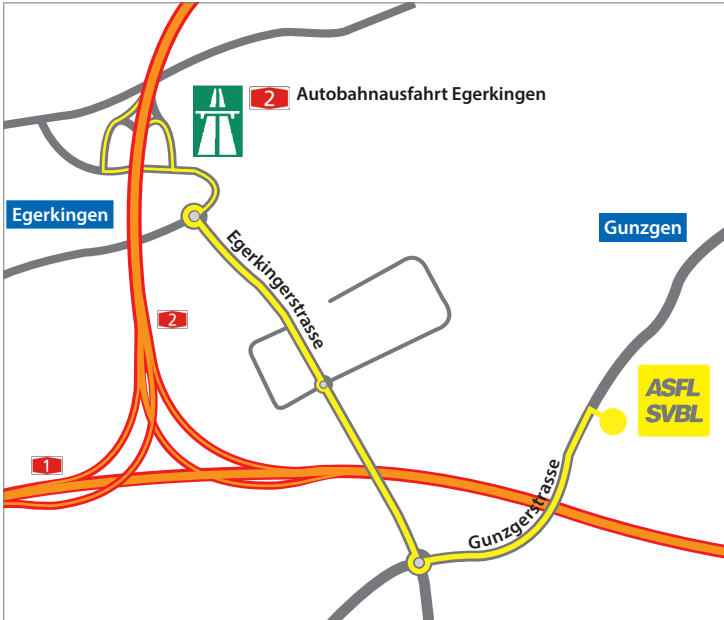 2 Autobahnausfahrt Egerkingen
Egerkingen
Gunzgen
Egerkingerstrasse
2
ASFL
SVBL
1
Gunzgerstrasse